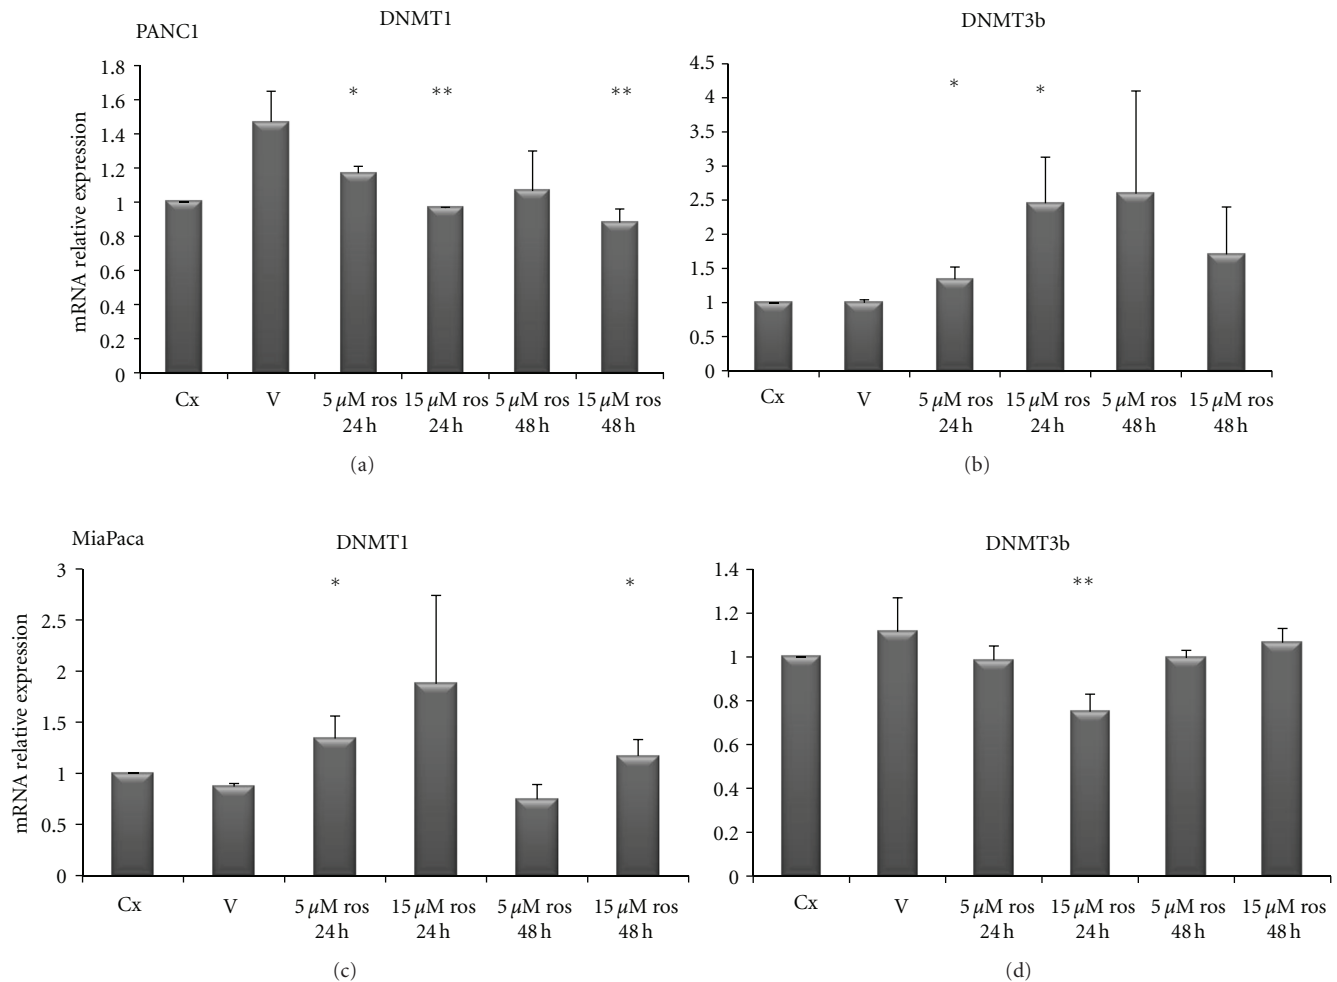 PANC1
DNMT1
mRNA relative expression
1.8
1.6
1.4
1.2
1
0.8
0.6
0.4
0.2
0
* ** **
Cx V 5 μM ros 15 μM ros 5 μM ros 15 μM ros
24 h 24 h 48 h 48 h
(a)
DNMT3b
4.5
4
3.5
3
2.5
2
1.5
1
0.5
0
* *
Cx V 5 μM ros 15 μM ros 5 μM ros 15 μM ros
24 h 24 h 48 h 48 h
(b)
MiaPaca
DNMT1
mRNA relative expression
3
2.5
2
1.5
1
0.5
0
* *
Cx V 5 μM ros 15 μM ros 5 μM ros 15 μM ros
24 h 24 h 48 h 48 h
(c)
DNMT3b
1.4
1.2
1
0.8
0.6
0.4
0.2
0
**
Cx V 5 μM ros 15 μM ros 5 μM ros 15 μM ros
24 h 24 h 48 h 48 h
(d)